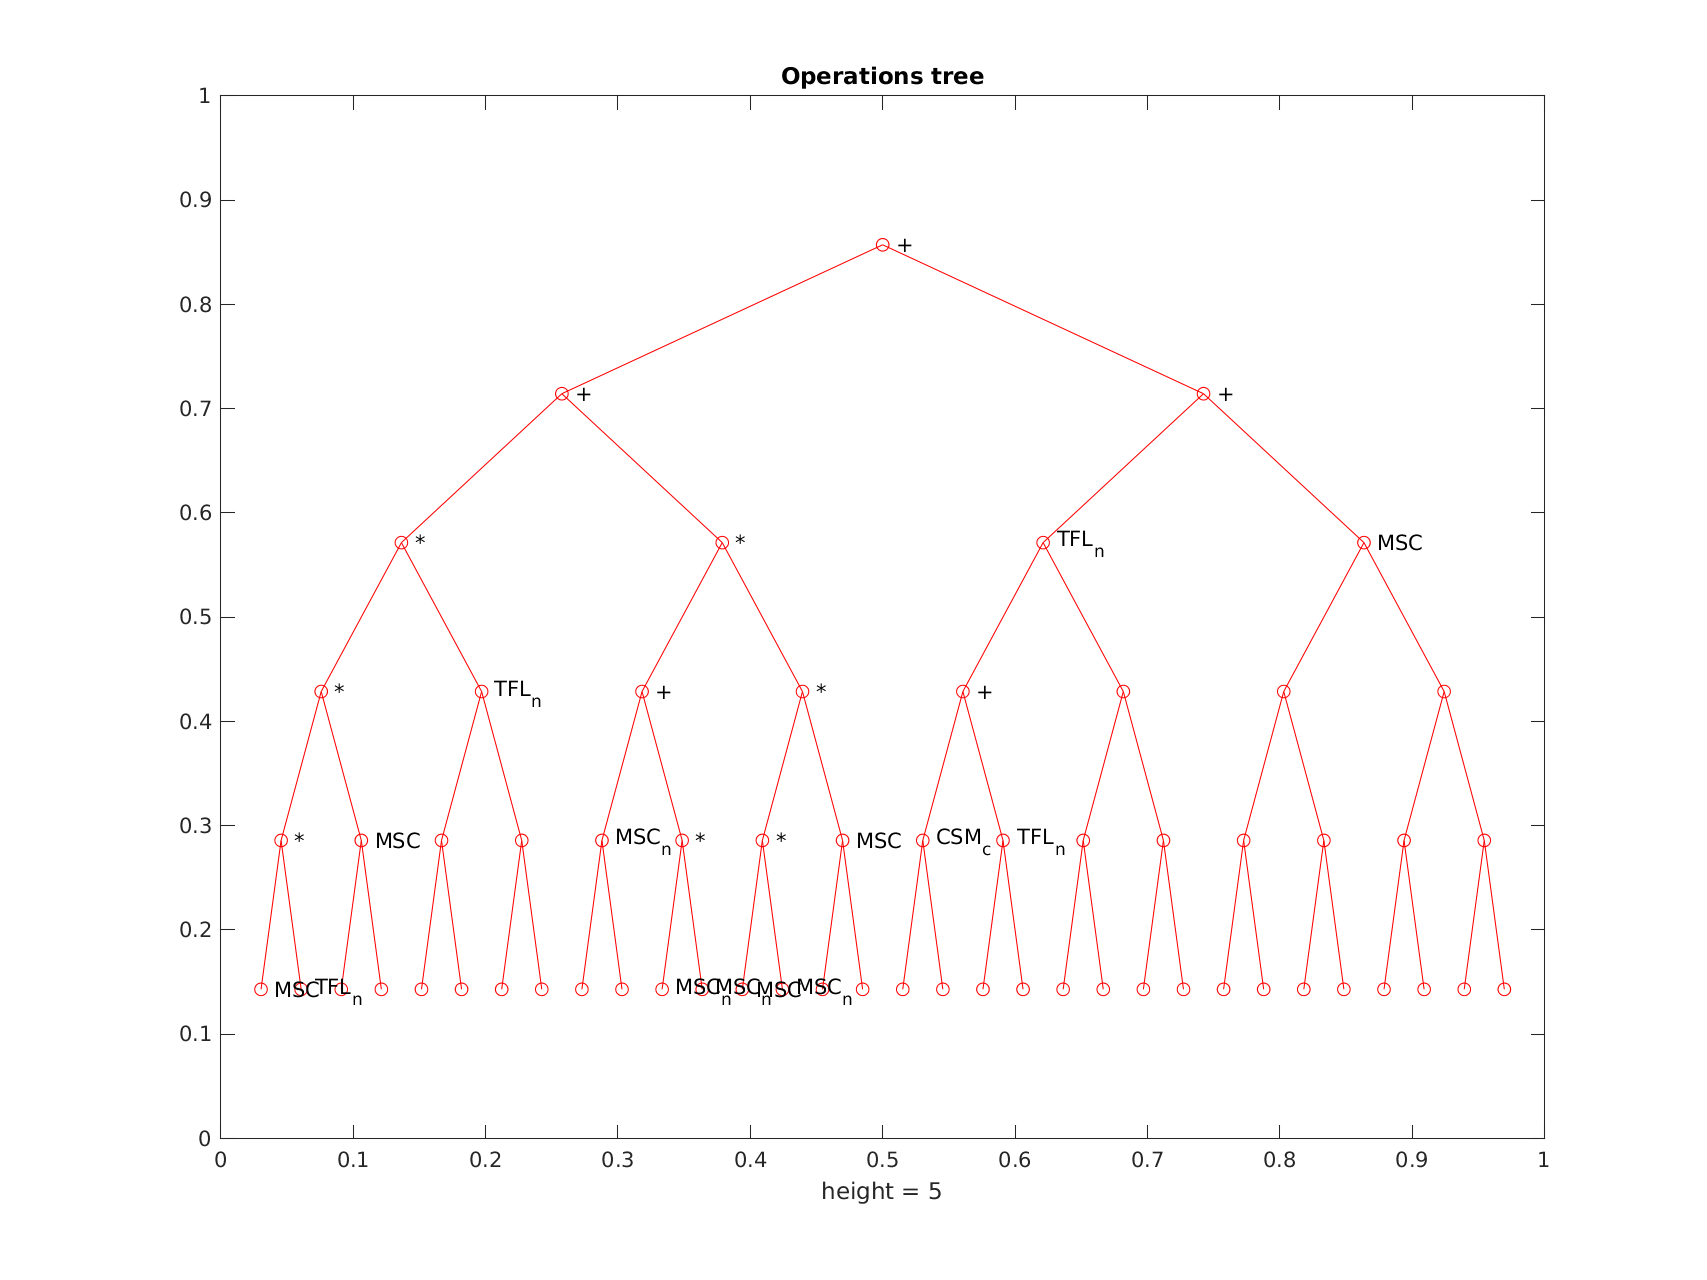 Operations tree
1
0.9
+
0.8
+ +
0.7
0.6
* * TFLn MSC
0.5
* TFLn + * +
0.4
0.3
* MSC MSCn * * MSC CSMc TFLn
0.2
MSC TFLn MSCn MSCn MSC MSCn
0.1
0
0 0.1 0.2 0.3 0.4 0.5 0.6 0.7 0.8 0.9 1
height = 5